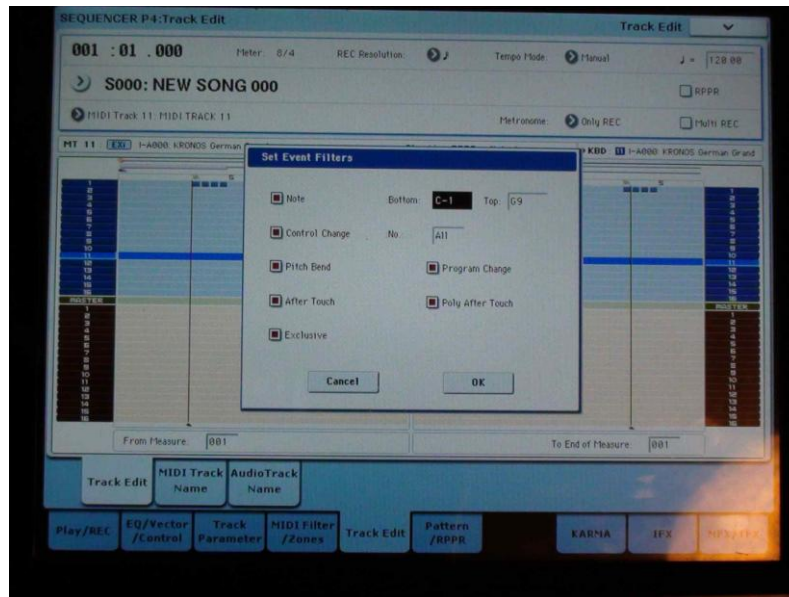 SEQUENCER P4:Track Edit
Track Edit
001 : 01 . 000
Meter: 8/4
REC Resolution:
Tempo Mode:
Manual
120.00
S000: NEW SONG 000
RPPR
MIDI Track 11: MIDI TRACK 11
Metronome:
Only REC
Multi REC
MT 11
I-A000: KRONOS German
KBD
I-A000: KRONOS German Grand
Set Event Filters
Note
Bottom:
C-1
Top:
G9
Control Change
No.:
All
Pitch Bend
Program Change
After Touch
Poly After Touch
Exclusive
Cancel
OK
MASTER
MASTER
From Measure:
001
To End of Measure:
001
Track Edit
MIDI Track Name
AudioTrack Name
Play/REC
EQ/Vector /Control
Track Parameter
MIDI Filter /Zones
Track Edit
Pattern /RPPR
KARMA
IFX